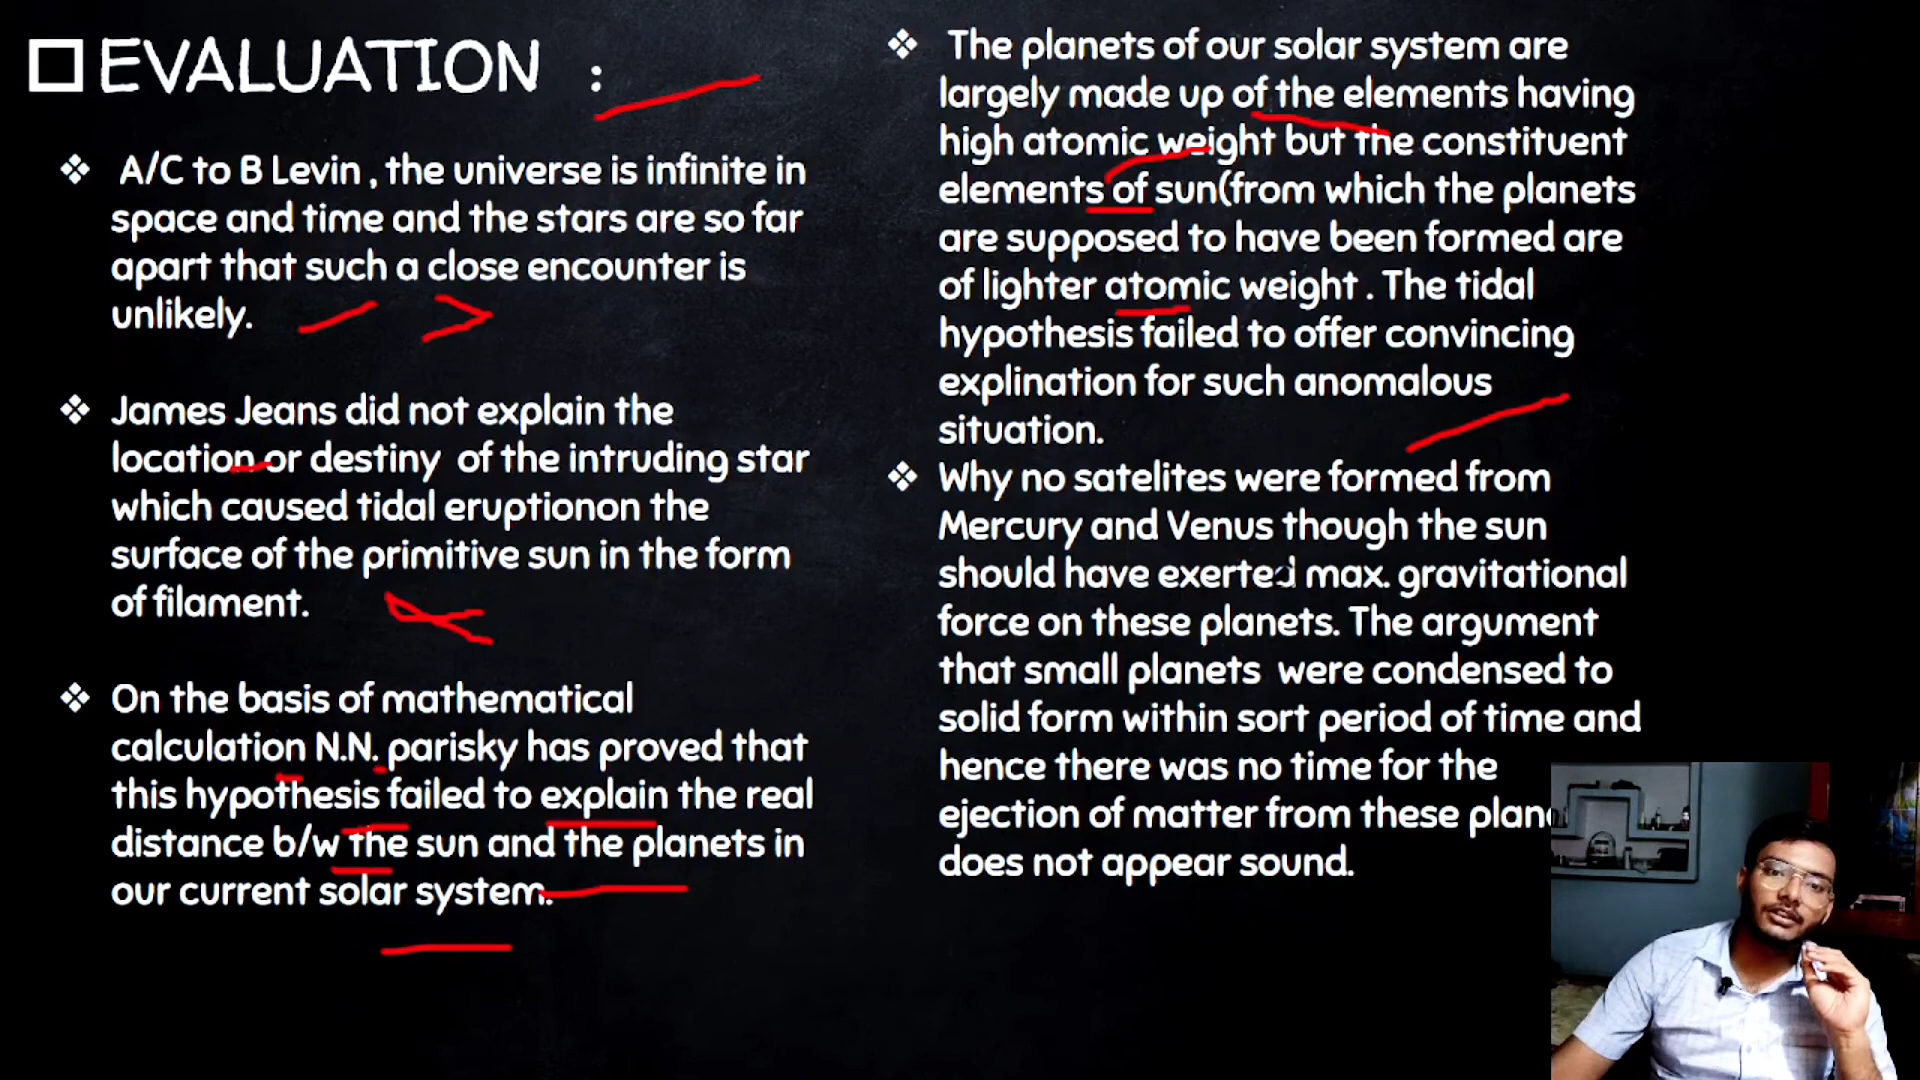 EVALUATION :
A/C to B Levin , the universe is infinite in
space and time and the stars are so far
apart that such a close encounter is
unlikely.
James Jeans did not explain the
location or destiny of the intruding star
which caused tidal eruptionon the
surface of the primitive sun in the form
of filament.
On the basis of mathematical
calculation N.N. parisky has proved that
this hypothesis failed to explain the real
distance b/w the sun and the planets in
our current solar system.
The planets of our solar system are
largely made up of the elements having
high atomic weight but the constituent
elements of sun(from which the planets
are supposed to have been formed are
of lighter atomic weight . The tidal
hypothesis failed to offer convincing
explination for such anomalous
situation.
Why no satelites were formed from
Mercury and Venus though the sun
should have exerted max. gravitational
force on these planets. The argument
that small planets were condensed to
solid form within sort period of time and
hence there was no time for the
ejection of matter from these
does not appear sound.